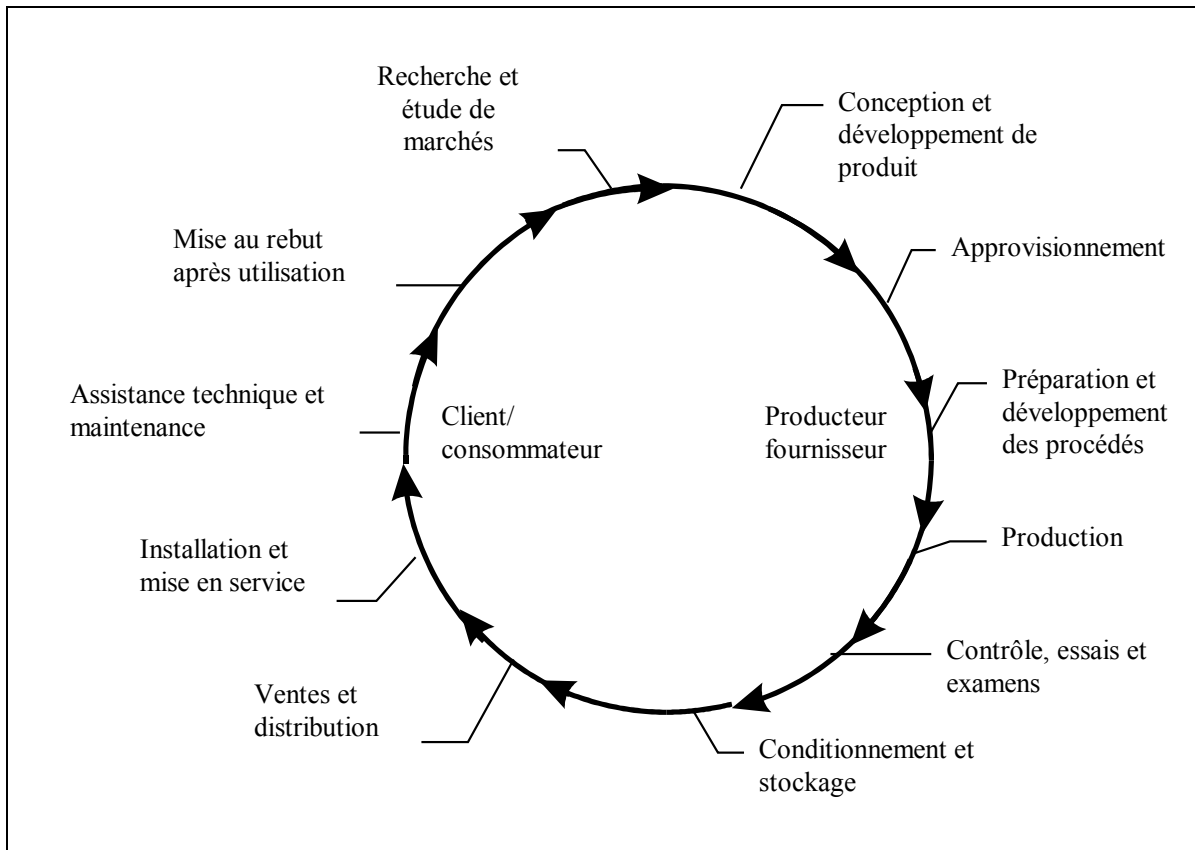 Recherche et
étude de
marchés
Conception et
développement de
produit
Approvisionnement
Préparation et
développement
des procédés
Production
Contrôle, essais et
examens
Conditionnement et
stockage
Ventes et
distribution
Installation et
mise en service
Assistance technique et
maintenance
Mise au rebut
après utilisation
Client/
consommateur
Producteur
fournisseur